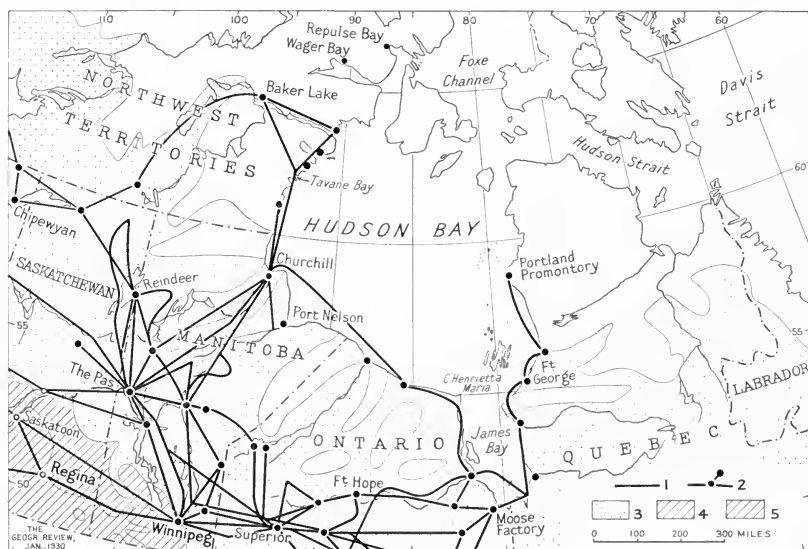 110
100
90
80
70
60
Repulse Bay
Wager Bay
Foxe
Channel
Davis
Strait
NORTHWEST
TERRITORIES
Baker Lake
Hudson Strait
60
Tavane Bay
Chipewyan
HUDSON BAY
SASKATCHEWAN
Reindeer
Churchill
Portland
Promontory
55
Port Nelson
MANITOBA
55
The Pas
C. Henrietta
Maria
Ft
George
LABRADOR
Saskatoon
ONTARIO
James
Bay
QUEBEC
Regina
50
Ft Hope
Winnipeg
Superior
Moose
Factory
1
2
3
4
5
0
100
200
300 MILES
THE
GEOGR. REVIEW,
JAN., 1930